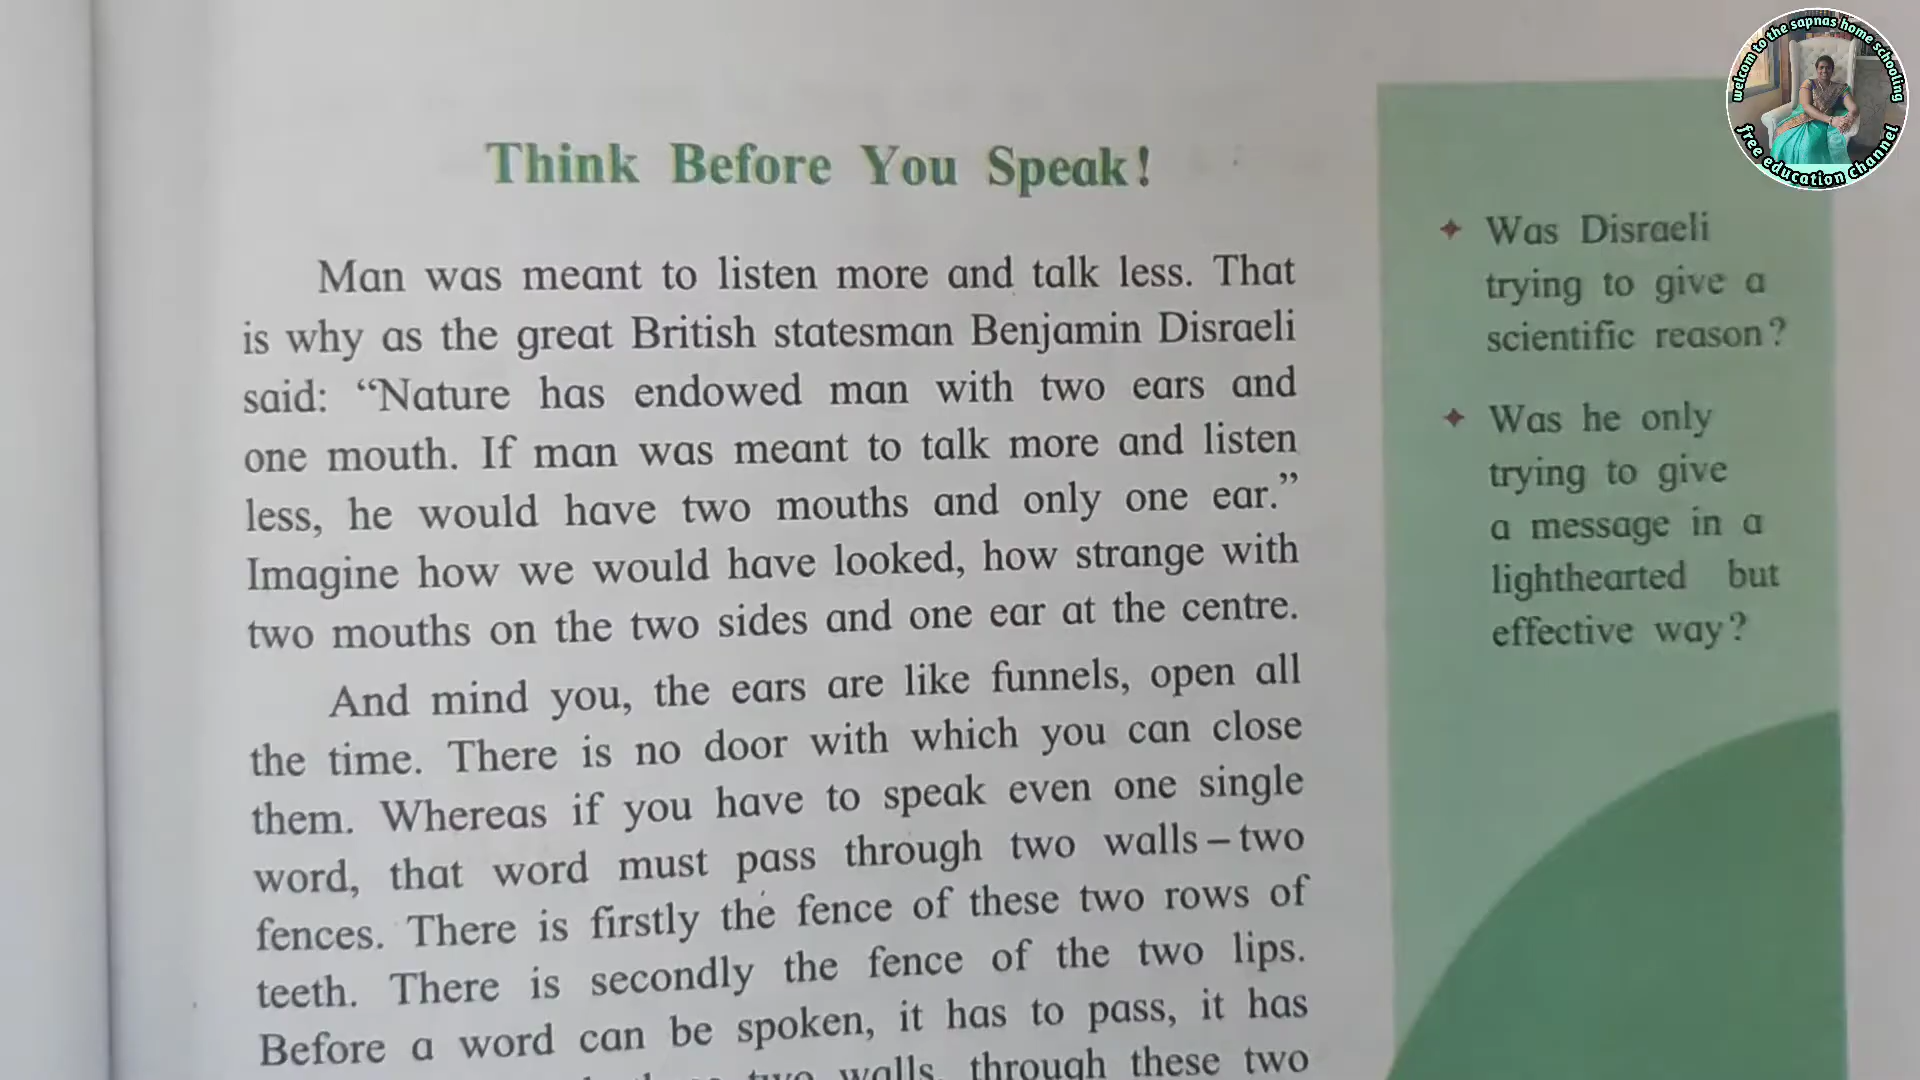 Think Before You Speak!
Man was meant to listen more and talk less. That
is why as the great British statesman Benjamin Disraeli
said: “Nature has endowed man with two ears and
one mouth. If man was meant to talk more and listen
less, he would have two mouths and only one ear.”
Imagine how we would have looked, how strange with
two mouths on the two sides and one ear at the centre.
And mind you, the ears are like funnels, open all
the time. There is no door with which you can close
them. Whereas if you have to speak even one single
word, that word must pass through two walls – two
fences. There is firstly the fence of these two rows of
teeth. There is secondly the fence of the two lips.
Before a word can be spoken, it has to pass, it has
two walls, through these two
Was Disraeli
trying to give a
scientific reason?
Was he only
trying to give
a message in a
lighthearted but
effective way?
welcom to the sapnas home schooling
free education channel